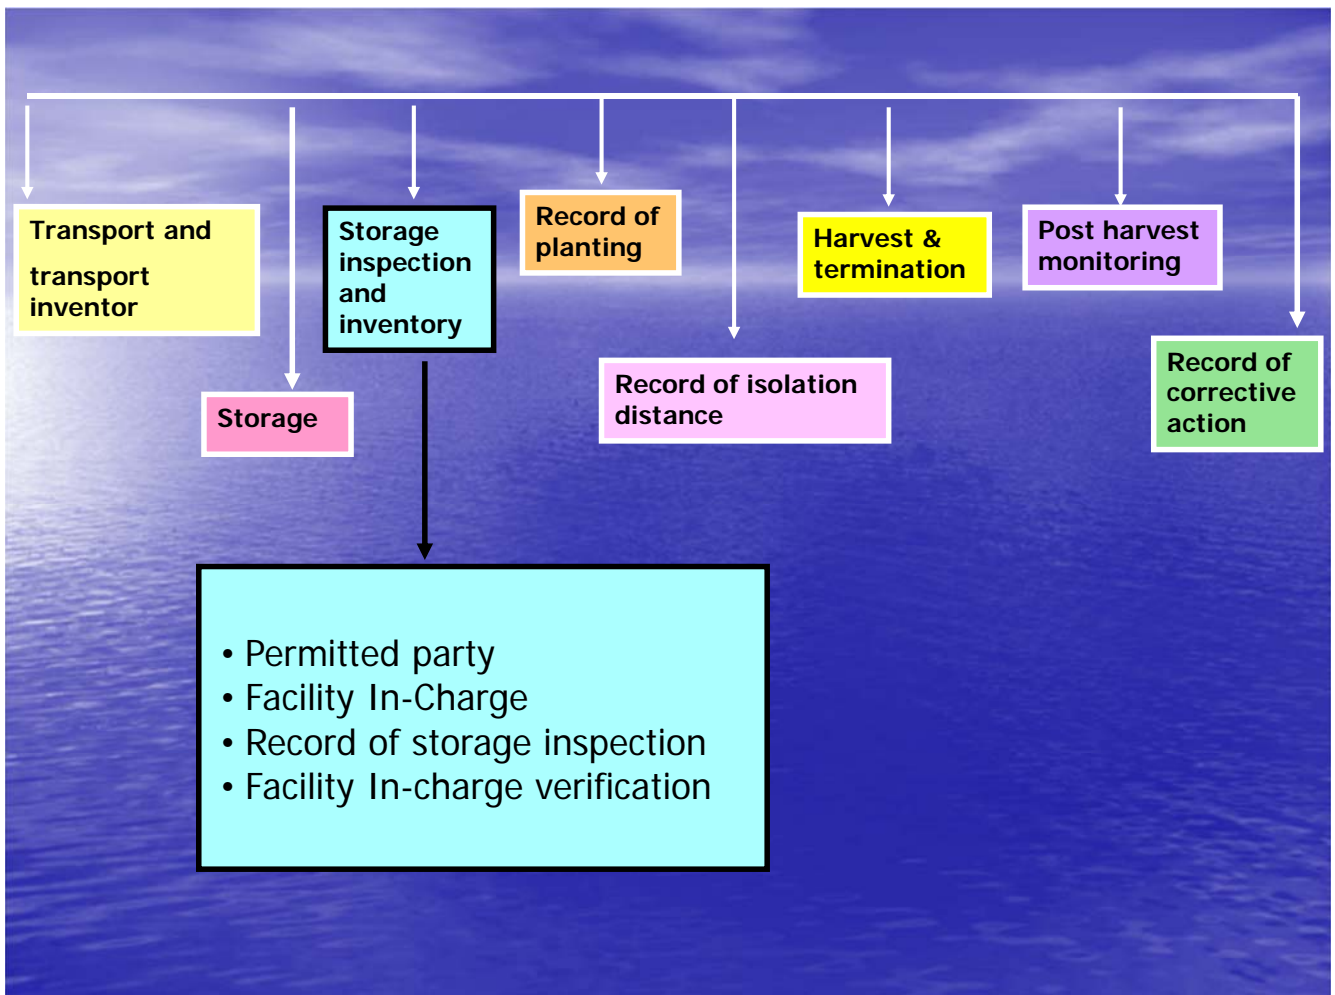 Transport and
transport
inventor
Storage
Storage
inspection
and
inventory
Record of
planting
Record of isolation
distance
Harvest &
termination
Post harvest
monitoring
Record of
corrective
action
• Permitted party
• Facility In-Charge
• Record of storage inspection
• Facility In-charge verification